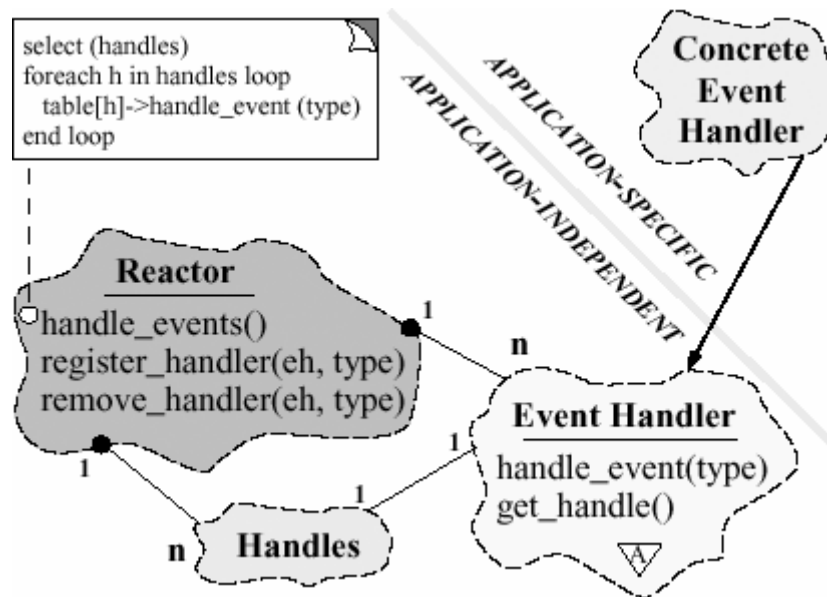 select (handles)
foreach h in handles loop
table[h]->handle_event (type)
end loop
Concrete
Event
Handler
APPLICATION-SPECIFIC
APPLICATION-INDEPENDENT
Reactor
handle_events()
register_handler(eh, type)
remove_handler(eh, type)
1
n
Event Handler
handle_event(type)
get_handle()
A
1
1
1
n
Handles